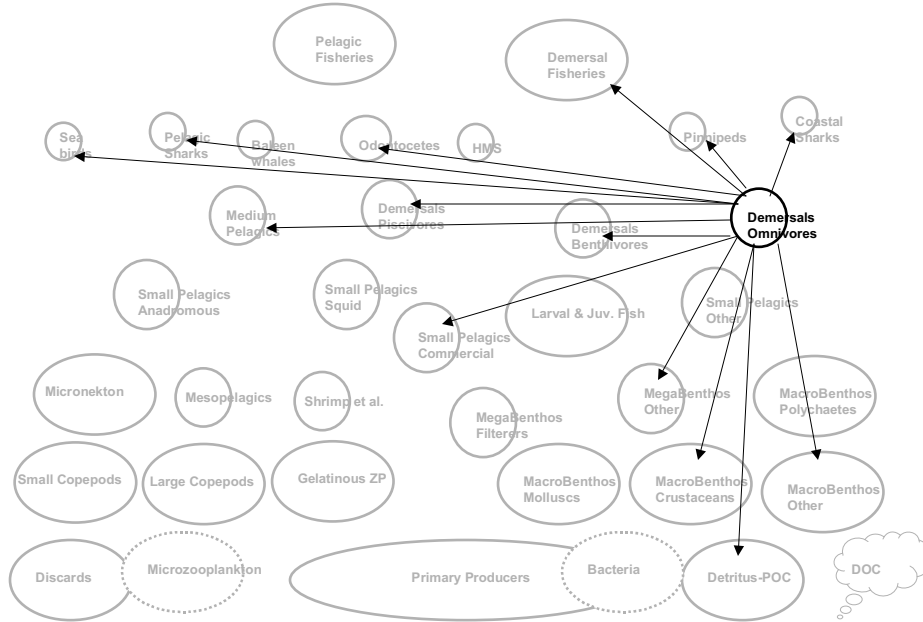 Pelagic
Fisheries
Demersal
Fisheries
Sea
birds
Pelagic
Sharks
Baleen
whales
Odontocetes
HMS
Pinnipeds
Coastal
Sharks
Medium
Pelagics
Demersals
Piscivores
Demersals
Benthivores
Demersals
Omnivores
Small Pelagics
Anadromous
Small Pelagics
Squid
Small Pelagics
Commercial
Larval & Juv. Fish
Small Pelagics
Other
Micronekton
Mesopelagics
Shrimp et al.
MegaBenthos
Filterers
MegaBenthos
Other
MacroBenthos
Polychaetes
Small Copepods
Large Copepods
Gelatinous ZP
MacroBenthos
Molluscs
MacroBenthos
Crustaceans
MacroBenthos
Other
Discards
Microzooplankton
Primary Producers
Bacteria
Detritus-POC
DOC